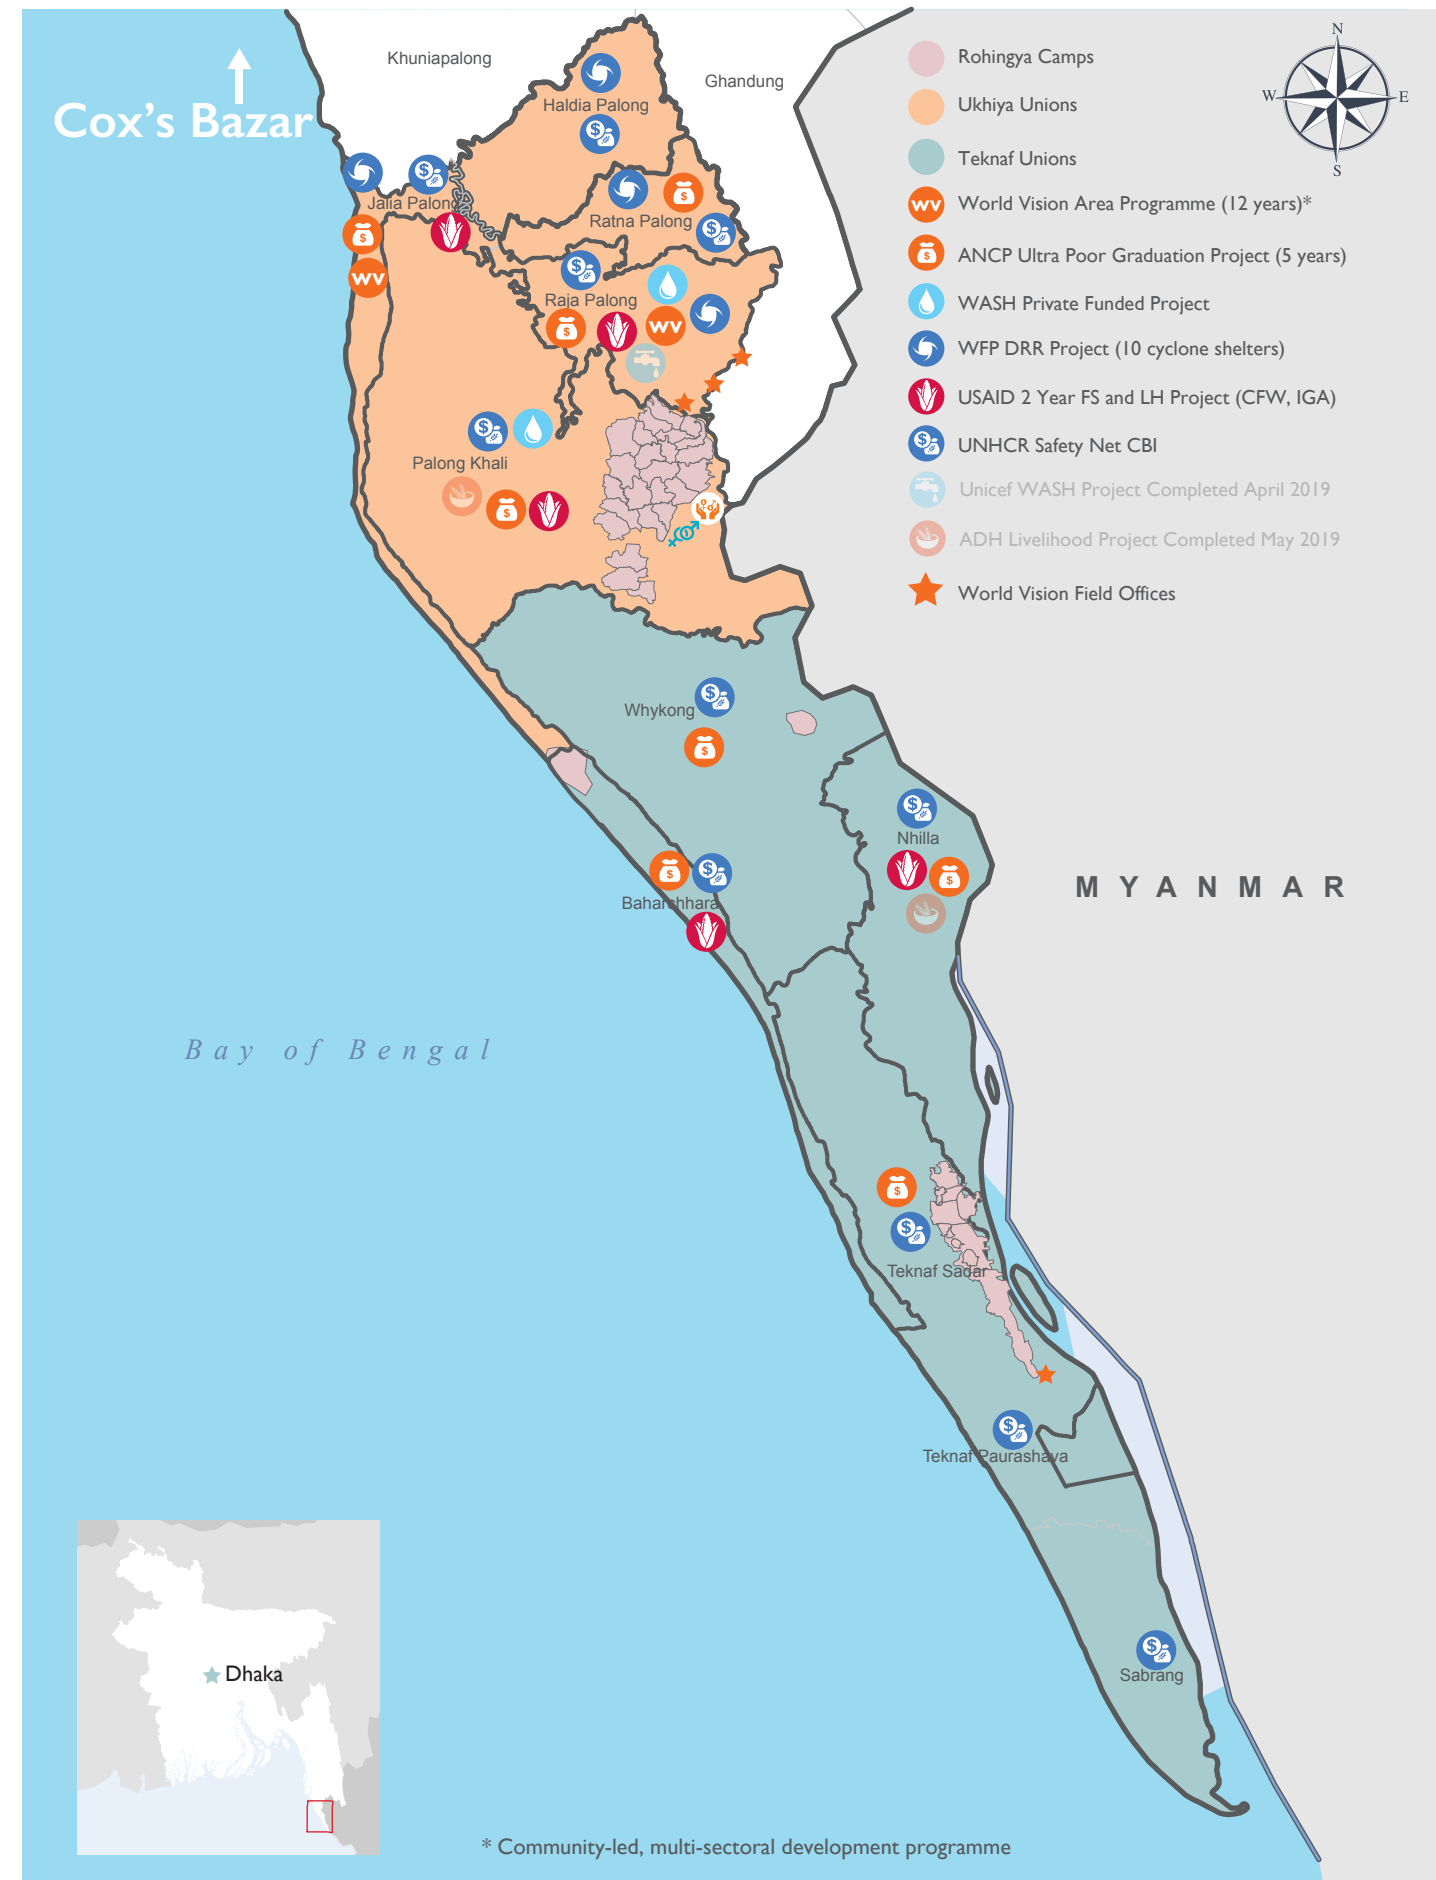 Khuniapalong
Ghandung
Cox's Bazar
Haldia Palong
Jalia Palong
Ratna Palong
Raja Palong
Palong Khali
Whykong
Nhilla
Baharchhara
Teknaf Sadar
Teknaf Paurashava
Sabrang
MYANMAR
Bay of Bengal
N
W
E
S
Rohingya Camps
Ukhiya Unions
Teknaf Unions
wv World Vision Area Programme (12 years)*
$ ANCP Ultra Poor Graduation Project (5 years)
WASH Private Funded Project
WFP DRR Project (10 cyclone shelters)
USAID 2 Year FS and LH Project (CFW, IGA)
$ UNHCR Safety Net CBI
Unicef WASH Project Completed April 2019
ADH Livelihood Project Completed May 2019
World Vision Field Offices
wv
wv
Dhaka
* Community-led, multi-sectoral development programme